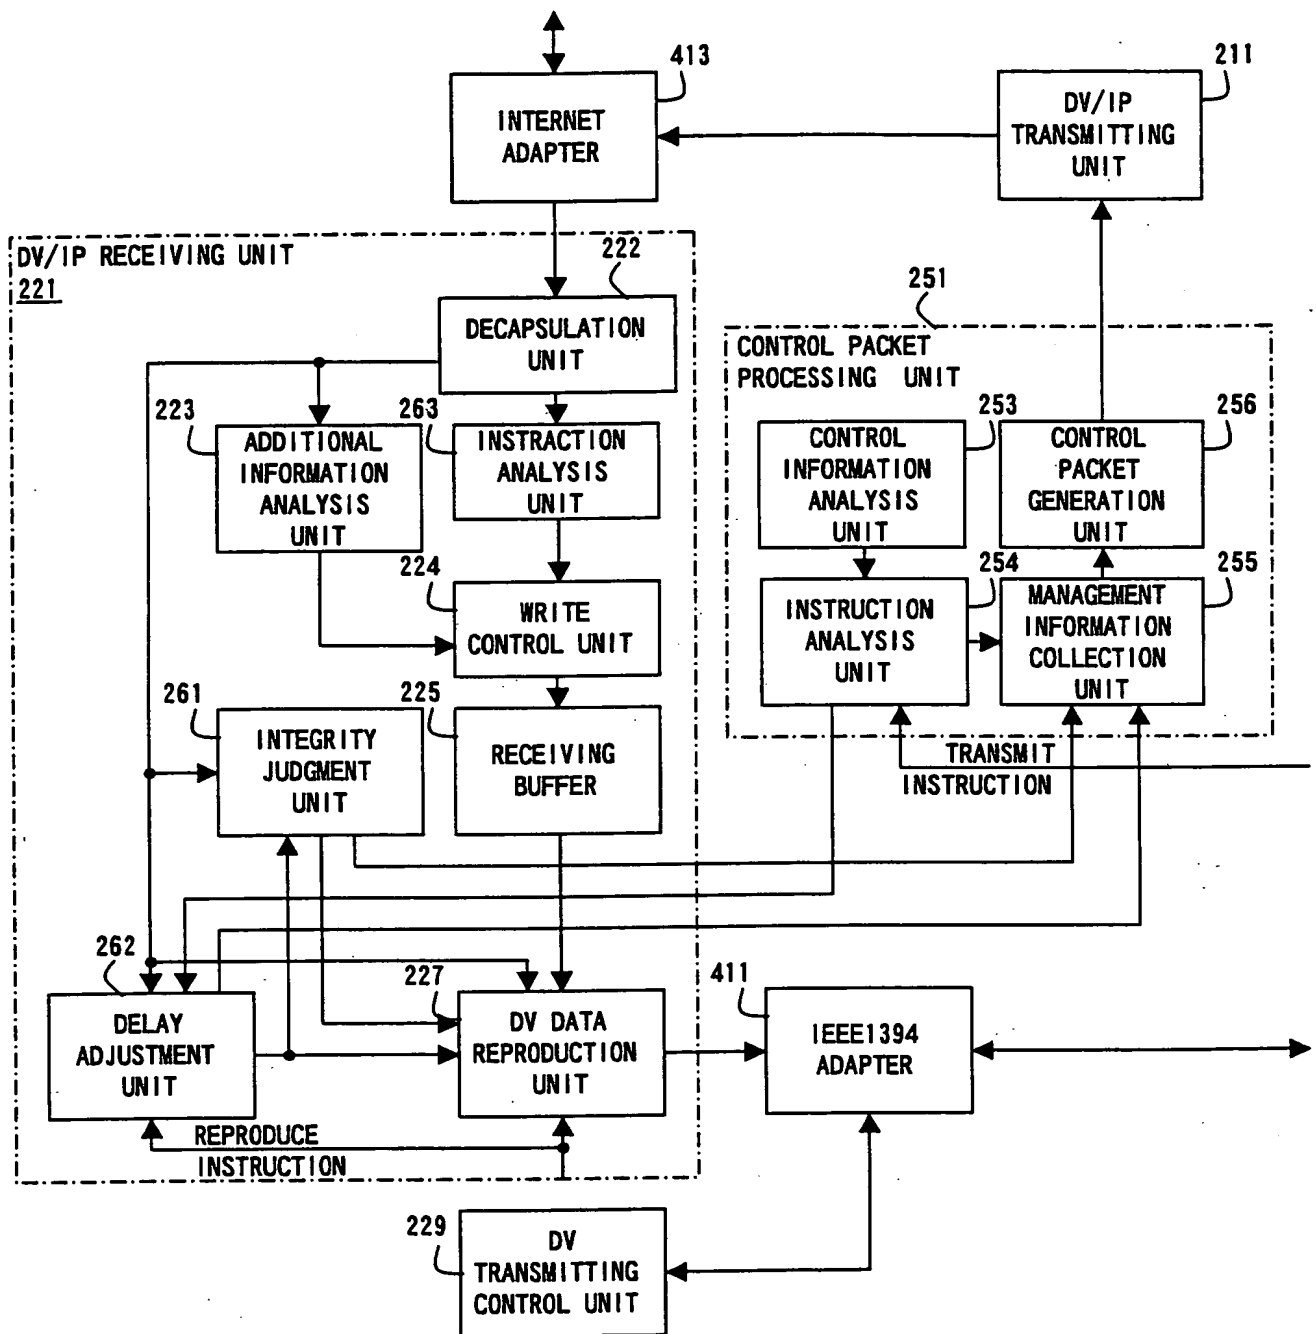 413
INTERNET
ADAPTER
211
DV/IP
TRANSMITTING
UNIT
DV/IP RECEIVING UNIT
221
222
DECAPSULATION
UNIT
223
ADDITIONAL
INFORMATION
ANALYSIS
UNIT
263
INSTRACTION
ANALYSIS
UNIT
224
WRITE
CONTROL UNIT
261
INTEGRITY
JUDGMENT
UNIT
225
RECEIVING
BUFFER
262
DELAY
ADJUSTMENT
UNIT
227
DV DATA
REPRODUCTION
UNIT
REPRODUCE
INSTRUCTION
251
CONTROL PACKET
PROCESSING UNIT
253
CONTROL
INFORMATION
ANALYSIS
UNIT
256
CONTROL
PACKET
GENERATION
UNIT
254
INSTRUCTION
ANALYSIS
UNIT
255
MANAGEMENT
INFORMATION
COLLECTION
UNIT
TRANSMIT
INSTRUCTION
411
IEEE1394
ADAPTER
229
DV
TRANSMITTING
CONTROL UNIT